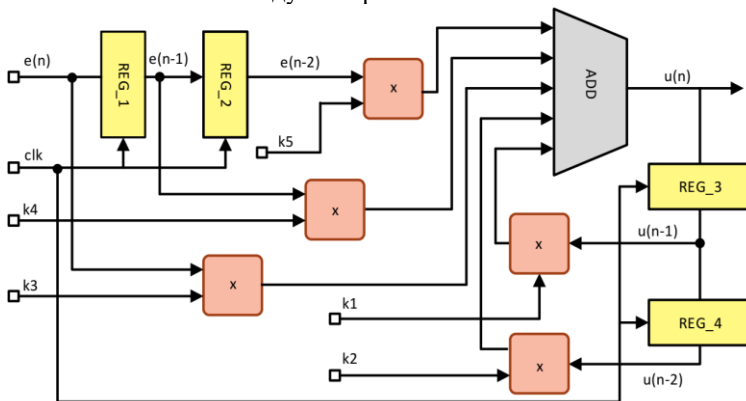 e(n)
REG_1
e(n-1)
REG_2
e(n-2)
x
ADD
u(n)
k5
clk
k4
x
REG_3
x
u(n-1)
k3
x
k1
REG_4
x
k2
u(n-2)